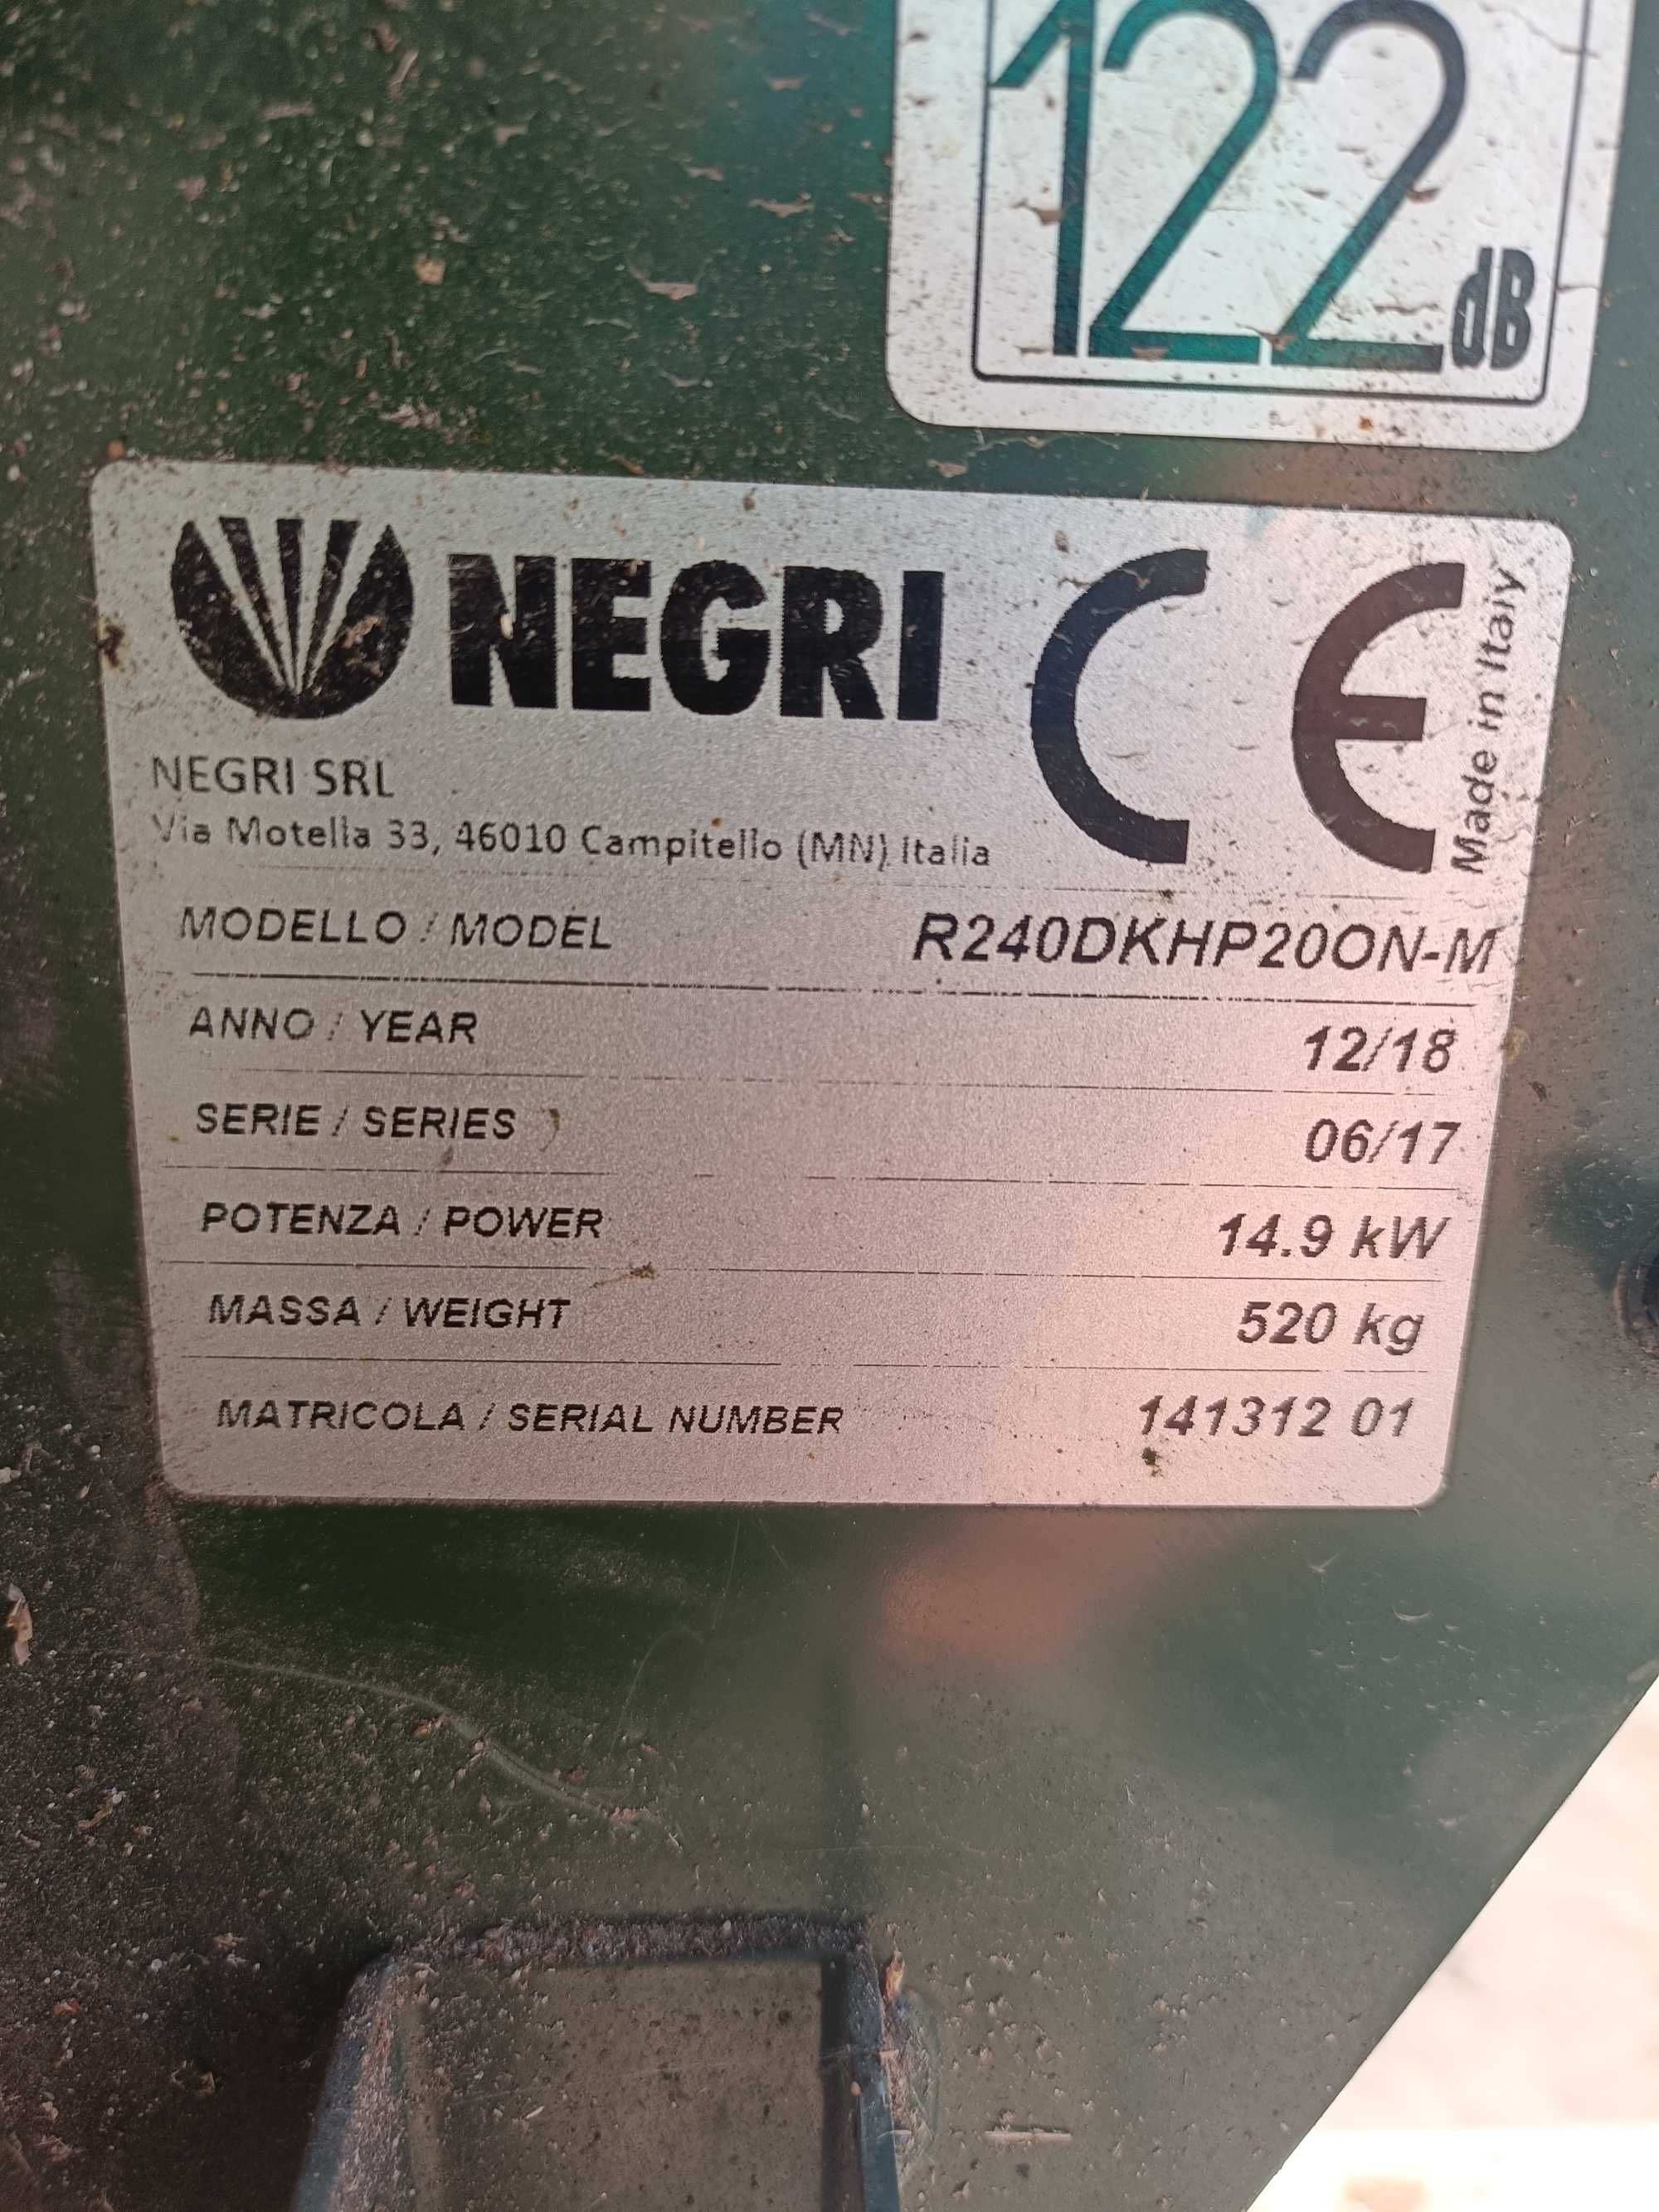 122
dB
NEGRI
CE
Made in Italy
NEGRI SRL
Via Motella 33, 46010 Campitello (MN) Italia
MODELLO / MODEL R240DKHP20ON-M
ANNO / YEAR 12/18
SERIE / SERIES 06/17
POTENZA / POWER 14.9 kW
MASSA / WEIGHT 520 kg
MATRICOLA / SERIAL NUMBER 141312 01